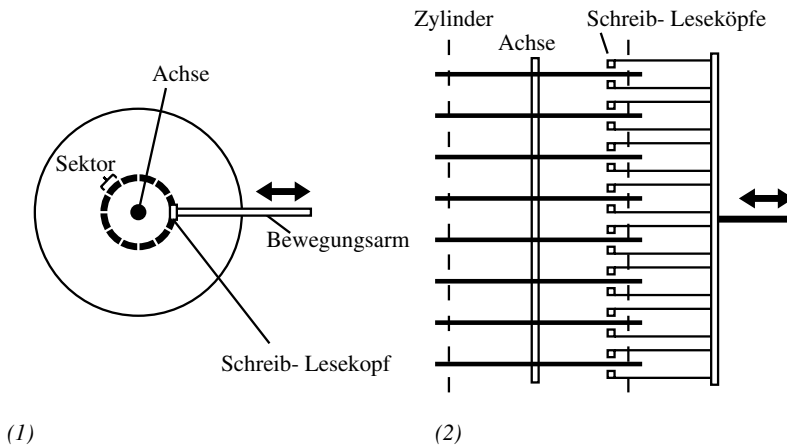 Achse
Sektor
Bewegungsarm
Schreib- Lesekopf
(1)
Zylinder
Achse
Schreib- Leseköpfe
(2)